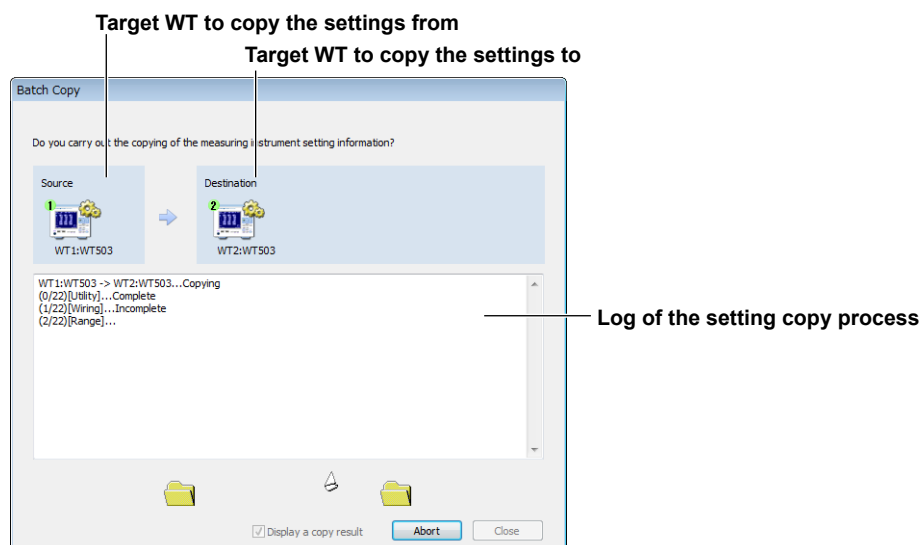 Target WT to copy the settings from
Target WT to copy the settings to
Batch Copy
Do you carry out the copying of the measuring instrument setting information?
Source
Destination
1
2
WT1:WT503
WT2:WT503
WT1:WT503 -> WT2:WT503...Copying
(0/22)[Utility]...Complete
(1/22)[Wiring]...Incomplete
(2/22)[Range]...
Log of the setting copy process
Display a copy result
Abort
Close